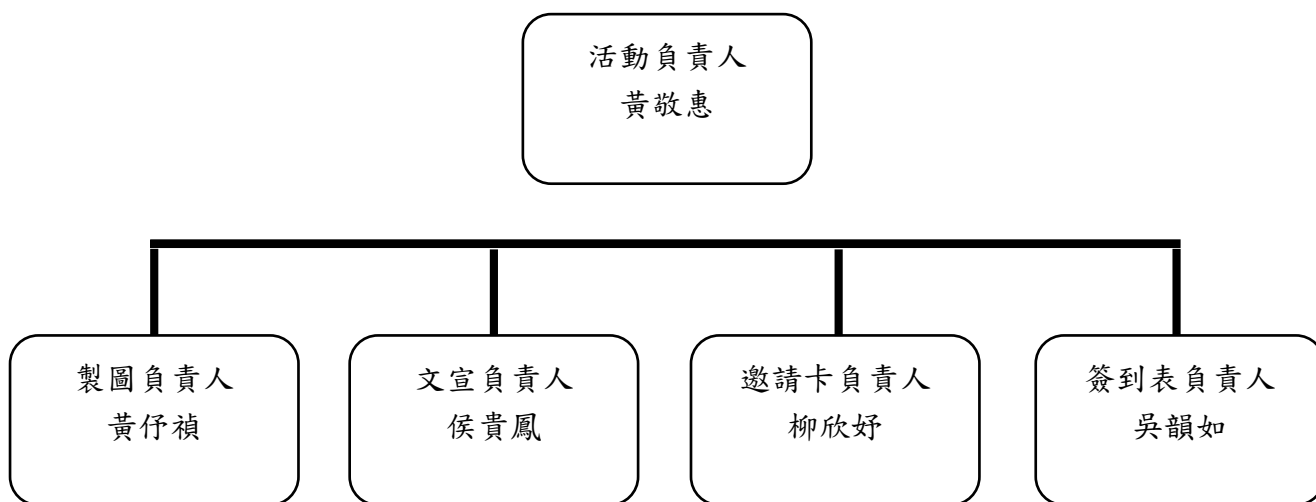 活動負責人
黃敬惠
製圖負責人
黃伃禎
文宣負責人
侯貴鳳
邀請卡負責人
柳欣妤
簽到表負責人
吳韻如